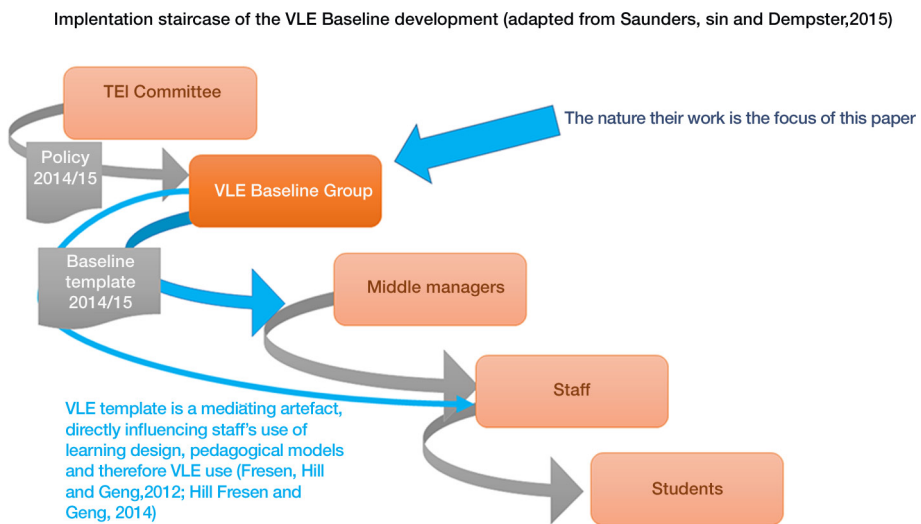 Implentation staircase of the VLE Baseline development (adapted from Saunders, sin and Dempster,2015)
TEI Committee
The nature their work is the focus of this paper
Policy
2014/15
VLE Baseline Group
Baseline
template
2014/15
Middle managers
Staff
VLE template is a mediating artefact,
directly influencing staff's use of
learning design, pedagogical models
and therefore VLE use (Fresen, Hill
and Geng,2012; Hill Fresen and
Geng, 2014)
Students